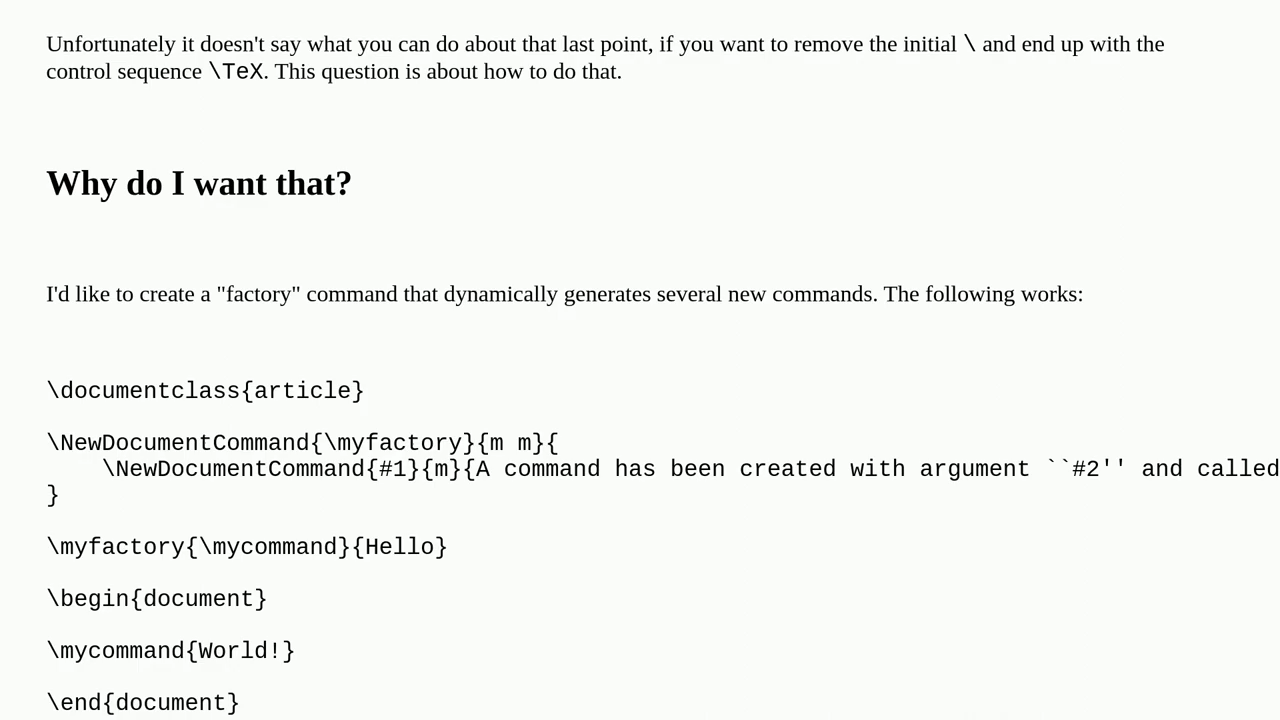 Unfortunately it doesn't say what you can do about that last point, if you want to remove the initial \ and end up with the
control sequence \TeX. This question is about how to do that.
Why do I want that?
I'd like to create a "factory" command that dynamically generates several new commands. The following works:
\documentclass{article}
\NewDocumentCommand{\myfactory}{m m}{
    \NewDocumentCommand{#1}{m}{A command has been created with argument ``#2'' and called
}
\myfactory{\mycommand}{Hello}
\begin{document}
\mycommand{World!}
\end{document}